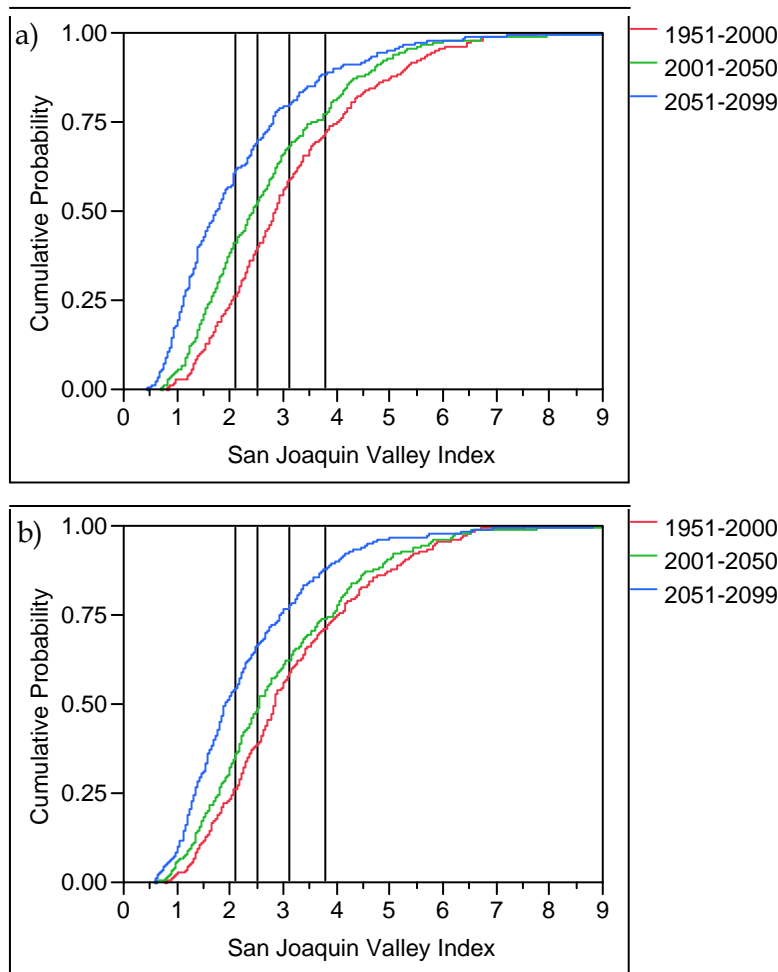 a)
1.00
0.75
0.50
0.25
0.00
Cumulative Probability
0 1 2 3 4 5 6 7 8 9
San Joaquin Valley Index
1951-2000
2001-2050
2051-2099
b)
1.00
0.75
0.50
0.25
0.00
Cumulative Probability
0 1 2 3 4 5 6 7 8 9
San Joaquin Valley Index
1951-2000
2001-2050
2051-2099